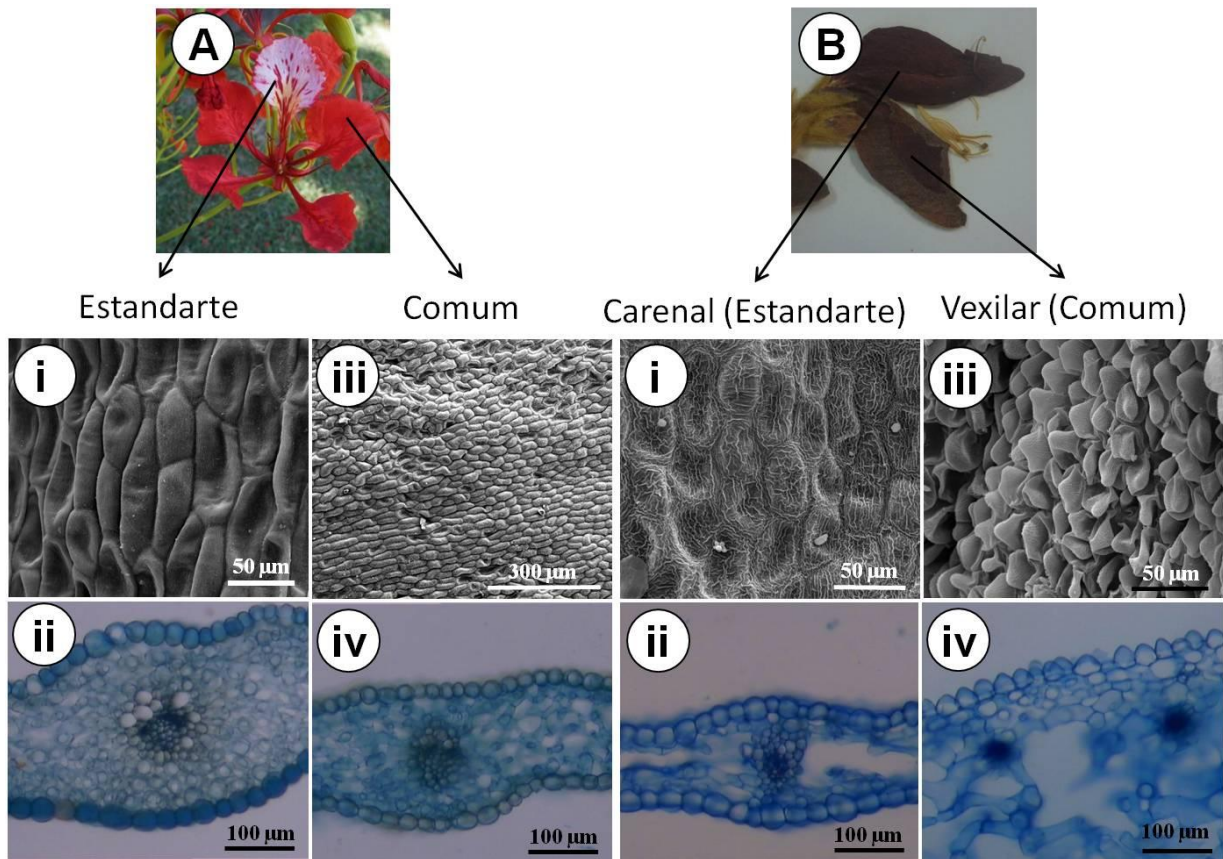 A
B
Estandarte
Comum
Carenal (Estandarte)
Vexilar (Comum)
i
iii
i
iii
50 µm
300 µm
50 µm
50 µm
ii
iv
ii
iv
100 µm
100 µm
100 µm
100 µm